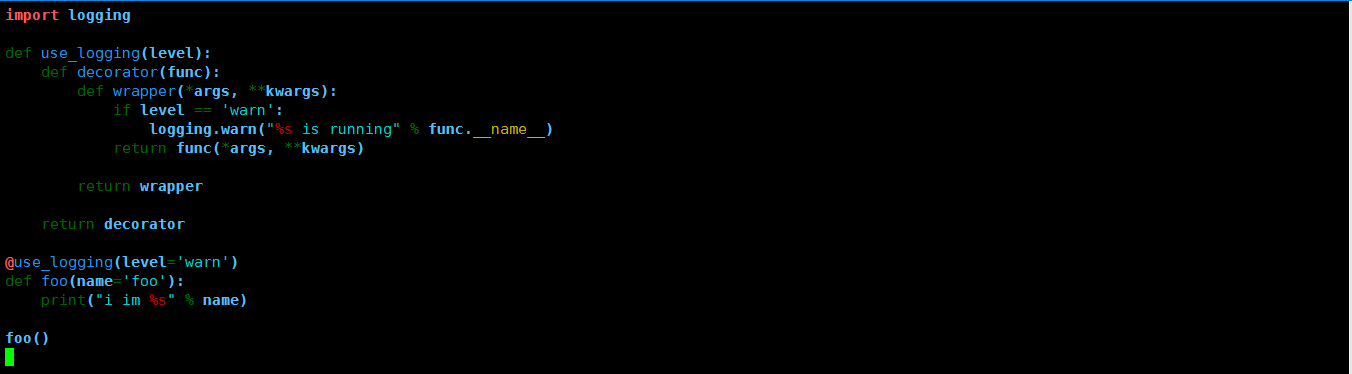 import logging

def use_logging(level):
    def decorator(func):
        def wrapper(*args, **kwargs):
            if level == 'warn':
                logging.warn("%s is running" % func.__name__)
            return func(*args, **kwargs)

        return wrapper

    return decorator

@use_logging(level='warn')
def foo(name='foo'):
    print("i im %s" % name)

foo()